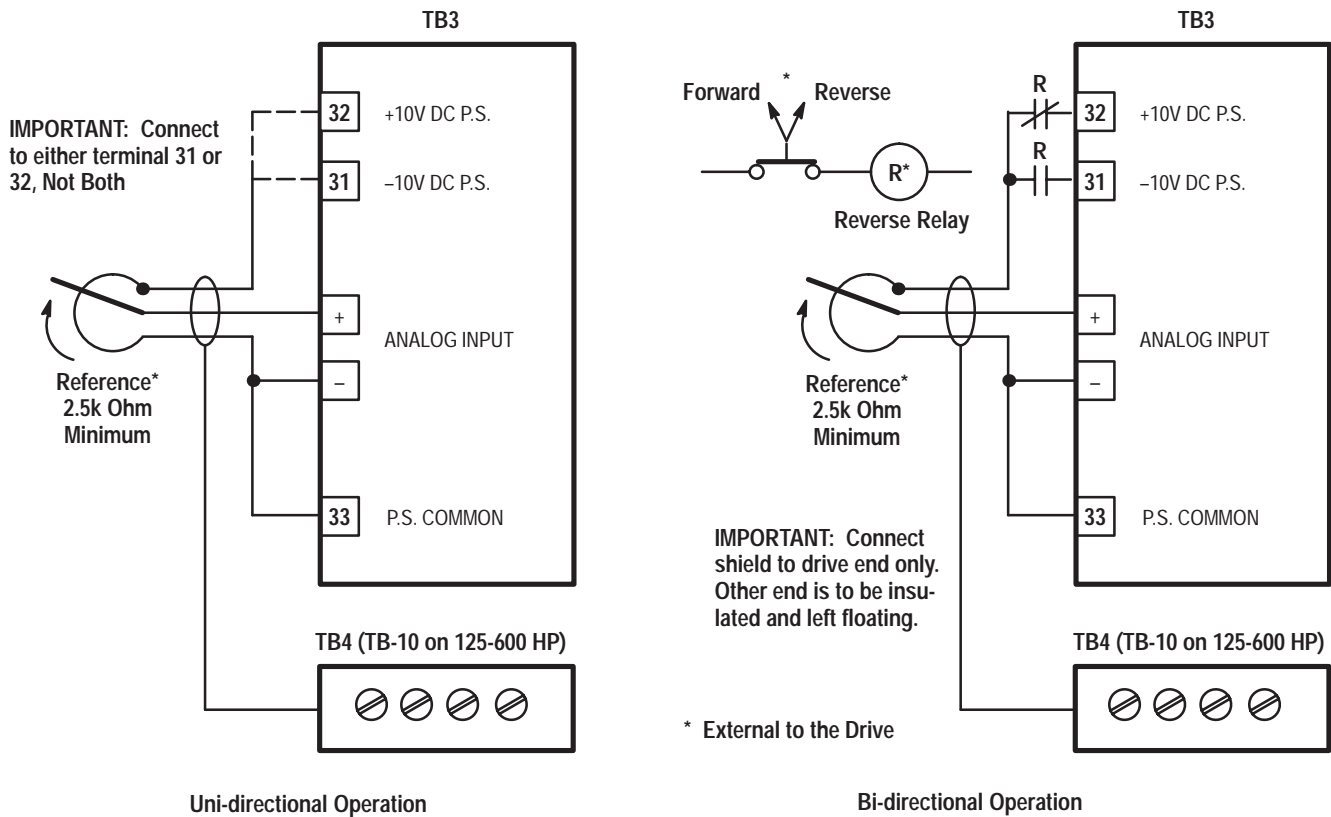 TB3
32 +10V DC P.S.
IMPORTANT: Connect
to either terminal 31 or
32, Not Both
31 –10V DC P.S.
+
ANALOG INPUT
–
Reference*
2.5k Ohm
Minimum
33 P.S. COMMON
TB4 (TB-10 on 125-600 HP)
Uni-directional Operation
TB3
Forward * Reverse
R
32 +10V DC P.S.
R
31 –10V DC P.S.
R*
Reverse Relay
+
ANALOG INPUT
–
Reference*
2.5k Ohm
Minimum
33 P.S. COMMON
IMPORTANT: Connect
shield to drive end only.
Other end is to be insu-
lated and left floating.
TB4 (TB-10 on 125-600 HP)
* External to the Drive
Bi-directional Operation